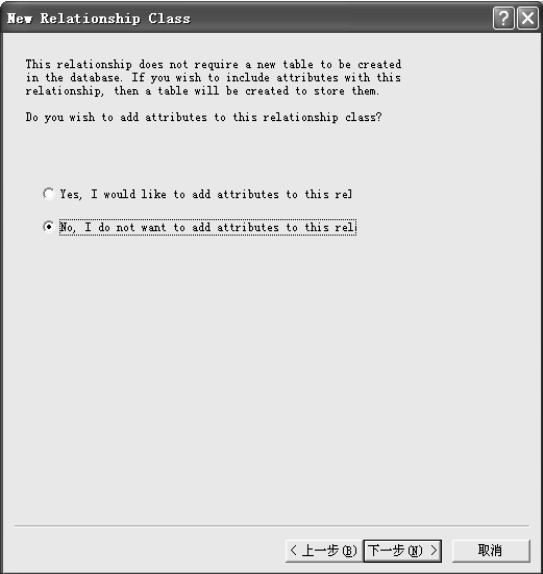 New Relationship Class
This relationship does not require a new table to be created
in the database. If you wish to include attributes with this
relationship, then a table will be created to store them.
Do you wish to add attributes to this relationship class?
Yes, I would like to add attributes to this rel
No, I do not want to add attributes to this rel
< 上一步(B) 下一步(N) > 取消